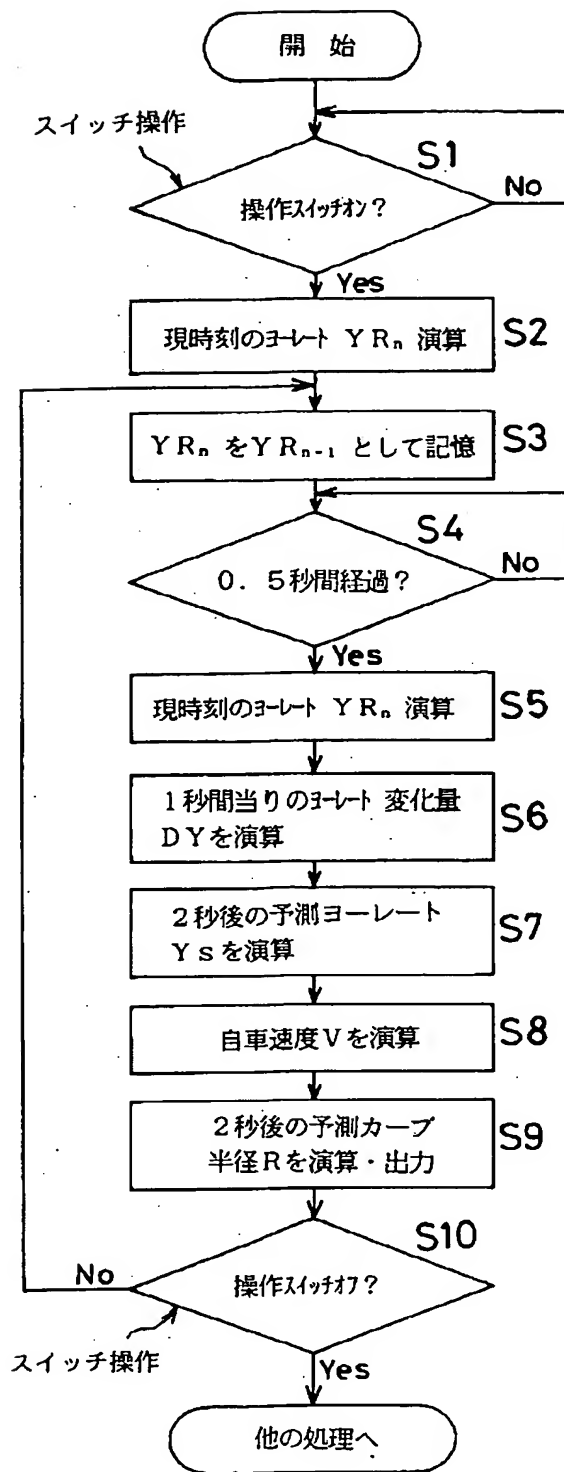 開 始
スイッチ操作
S1
操作スイッチオン?
No
Yes
現時刻のヨーレート YRn 演算
S2
YRn をYRn-1 として記憶
S3
S4
0.5秒間経過?
No
Yes
現時刻のヨーレート YRn 演算
S5
1秒間当りのヨーレート 変化量
DYを演算
S6
2秒後の予測ヨーレート
Ysを演算
S7
自車速度Vを演算
S8
2秒後の予測カーブ
半径Rを演算・出力
S9
S10
No
操作スイッチオフ?
スイッチ操作
Yes
他の処理へ